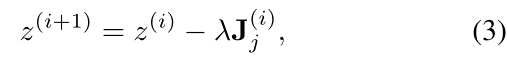 z^{(i+1)} = z^{(i)} − λ𝐉_j^{(i)}, (3)